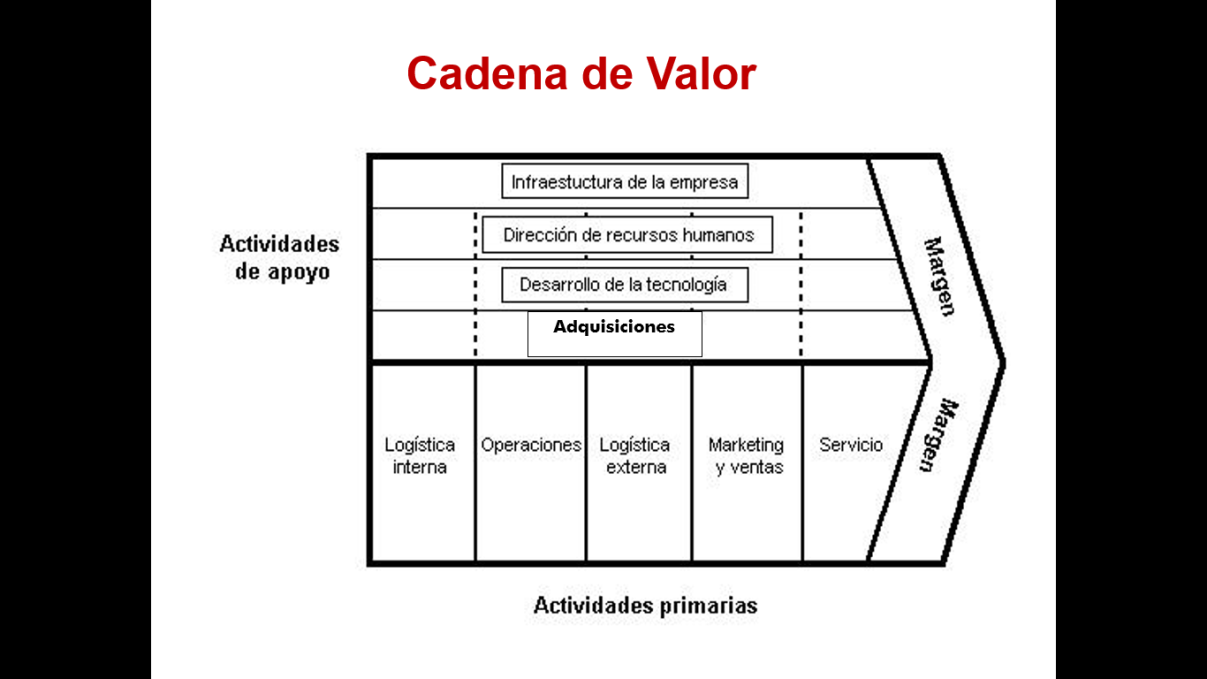 Cadena de Valor
Infraestuctura de la empresa
Actividades
de apoyo
Dirección de recursos humanos
Desarrollo de la tecnología
Adquisiciones
Margen
Logística
interna
Operaciones
Logística
externa
Marketing
y ventas
Servicio
Margen
Actividades primarias